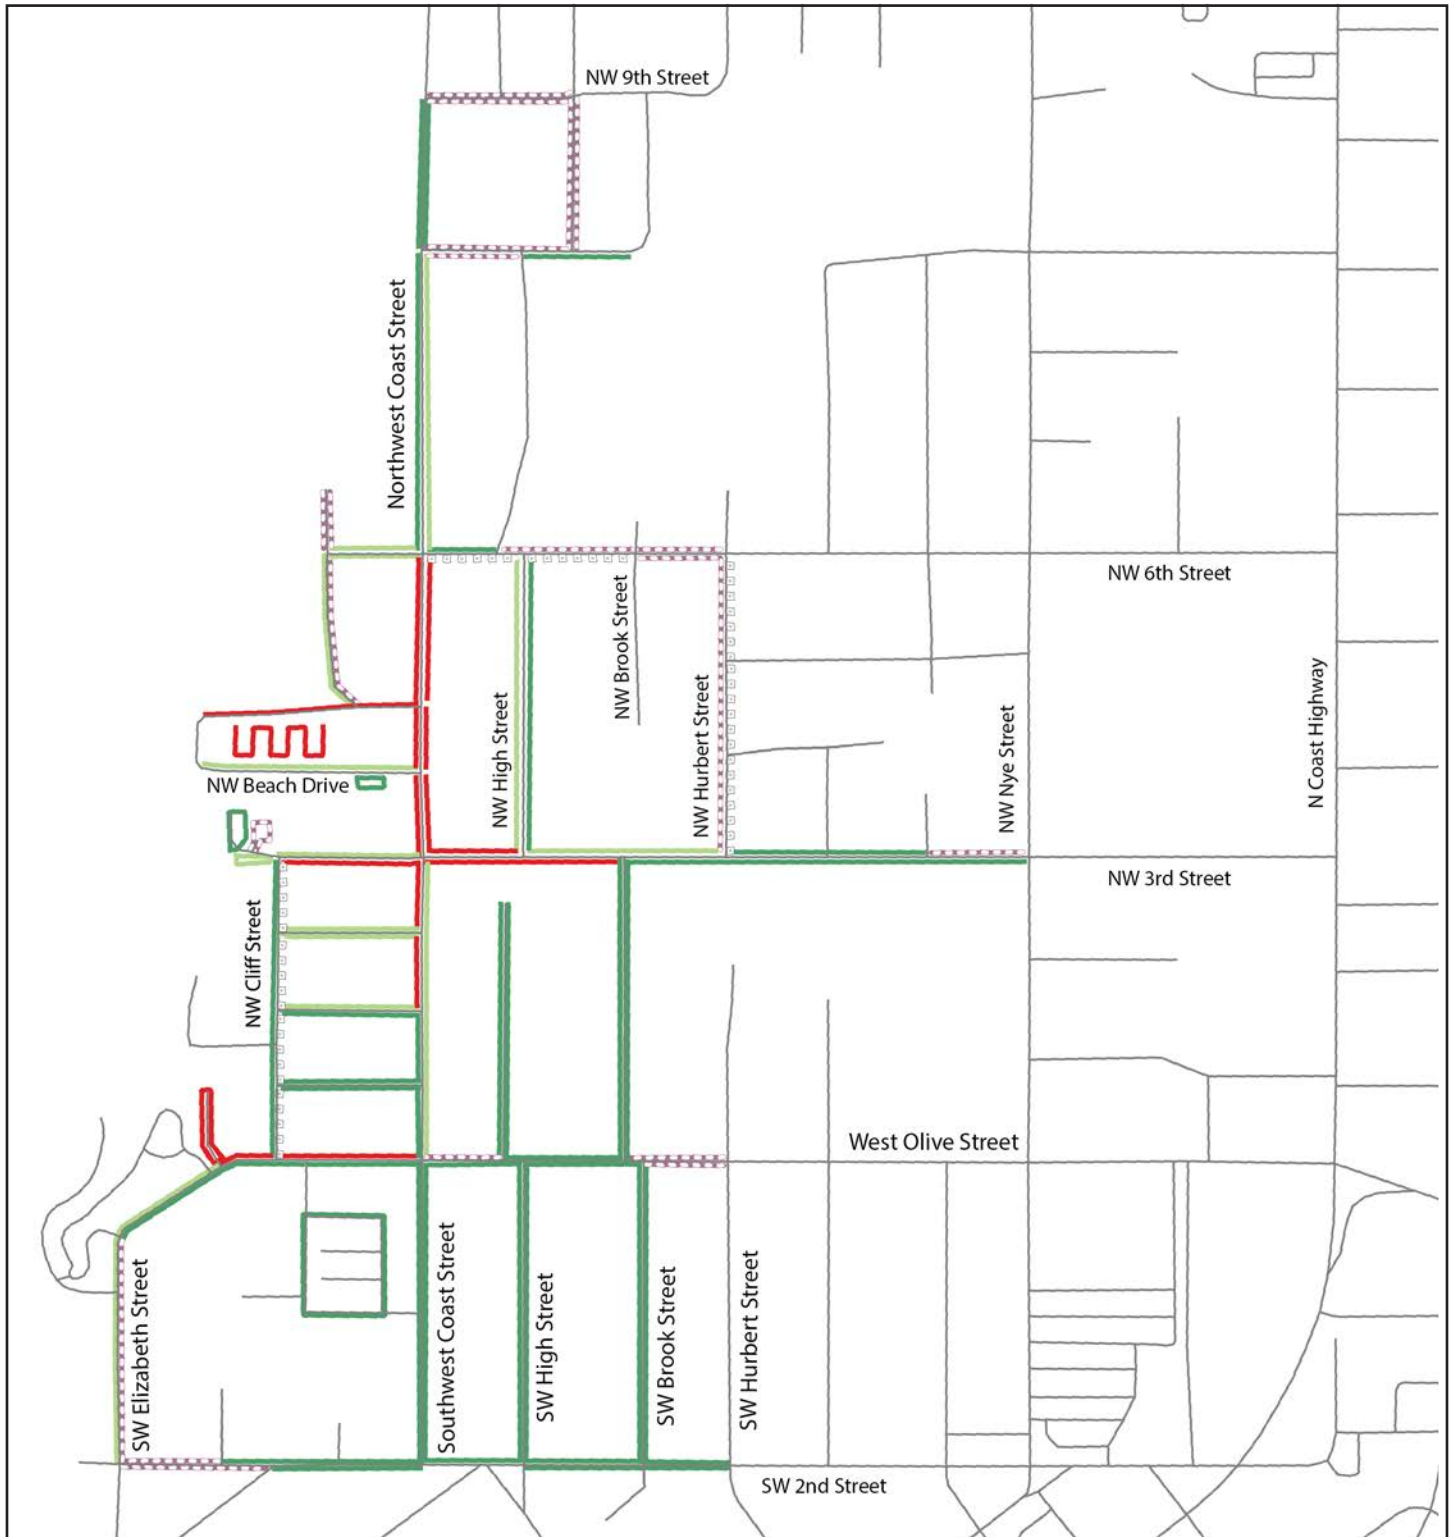 NW 9th Street
Northwest Coast Street
NW 6th Street
NW Brook Street
NW High Street
NW Hurbert Street
NW Nye Street
N Coast Highway
NW Beach Drive
NW 3rd Street
NW Cliff Street
West Olive Street
SW Elizabeth Street
Southwest Coast Street
SW High Street
SW Brook Street
SW Hurbert Street
SW 2nd Street